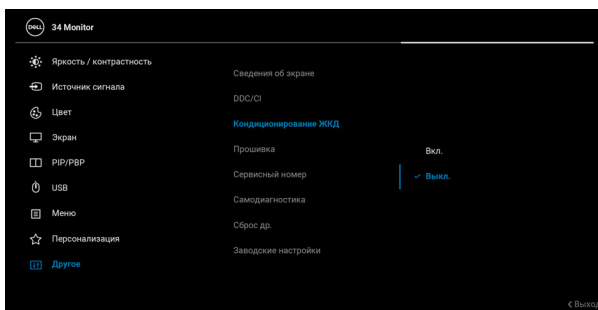 DELL 34 Monitor
Яркость / контрастность
Источник сигнала
Цвет
Экран
PIP/PBP
USB
Меню
Персонализация
Другое
Сведения об экране
DDC/CI
Кондиционирование ЖКД
Прошивка
Сервисный номер
Самодиагностика
Сброс др.
Заводские настройки
Вкл.
Выкл.
Выход